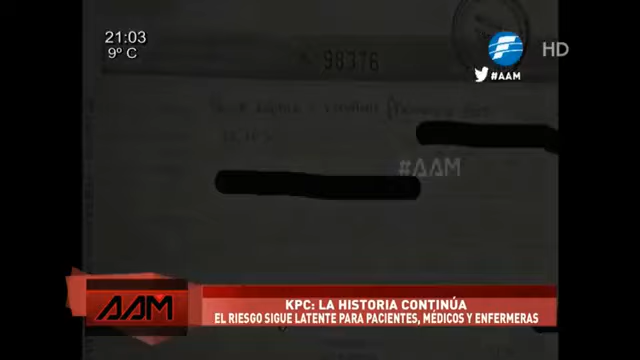 21:03
9°C
HD
#AAM
98376
#AAM
AAM
KPC: LA HISTORIA CONTINÚA
EL RIESGO SIGUE LATENTE PARA PACIENTES, MÉDICOS Y ENFERMERAS